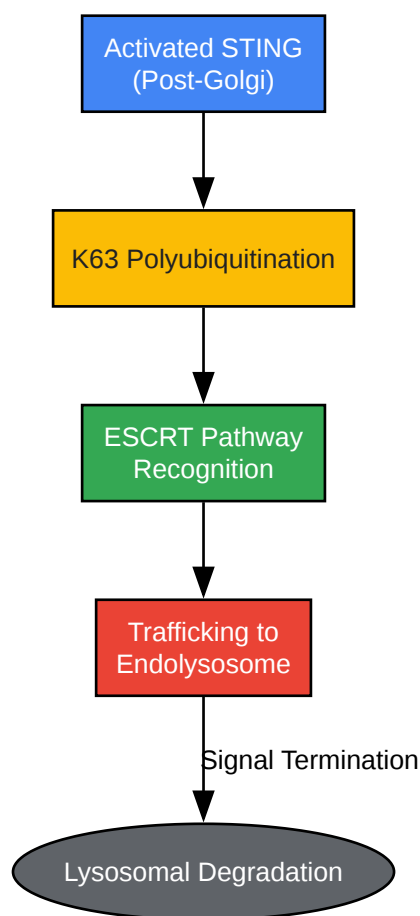 Activated STING
(Post-Golgi)
K63 Polyubiquitination
ESCRT Pathway
Recognition
Trafficking to
Endolysosome
Signal Termination
Lysosomal Degradation